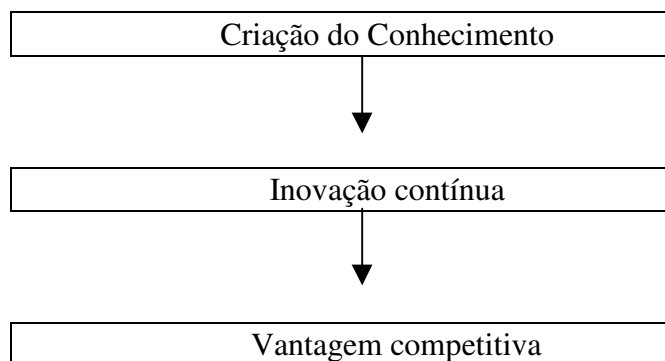 Criação do Conhecimento
Inovação contínua
Vantagem competitiva